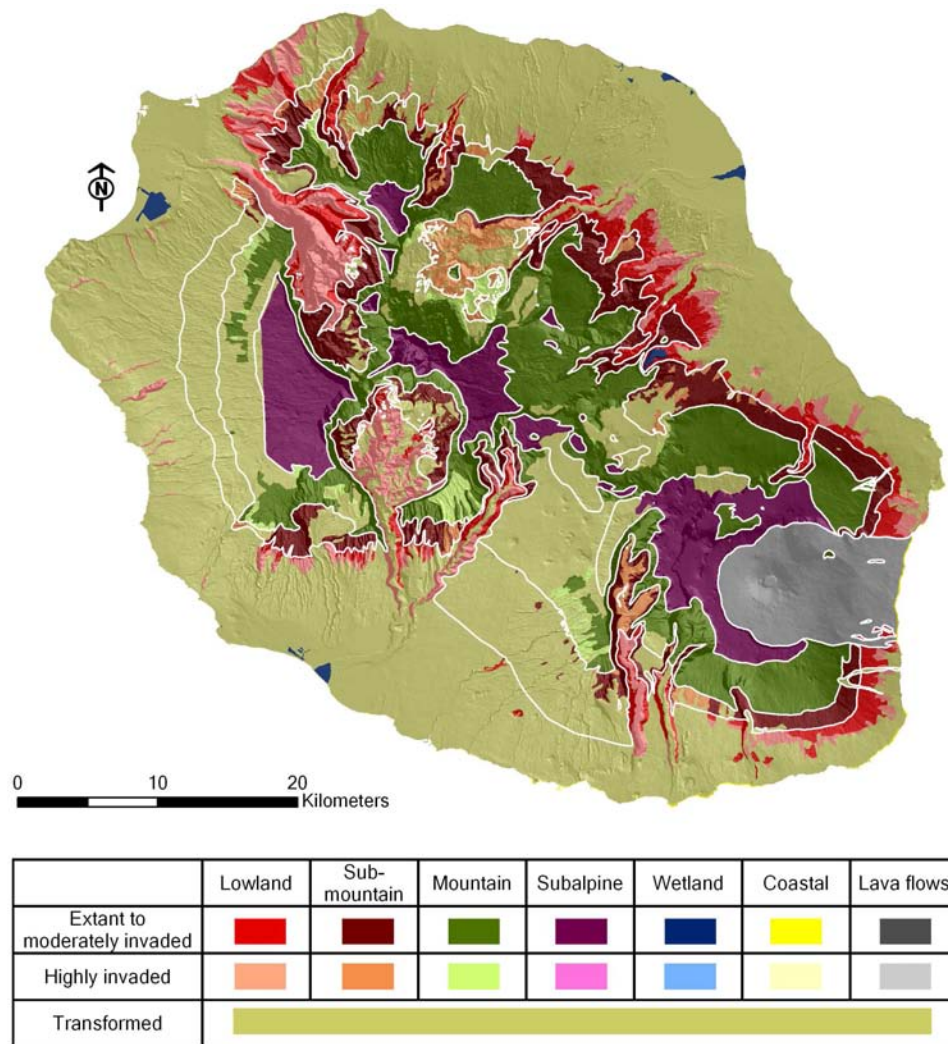 N
0 10 20
Kilometers
Lowland Sub-mountain Mountain Subalpine Wetland Coastal Lava flows
Extant to
moderately invaded
Highly invaded
Transformed